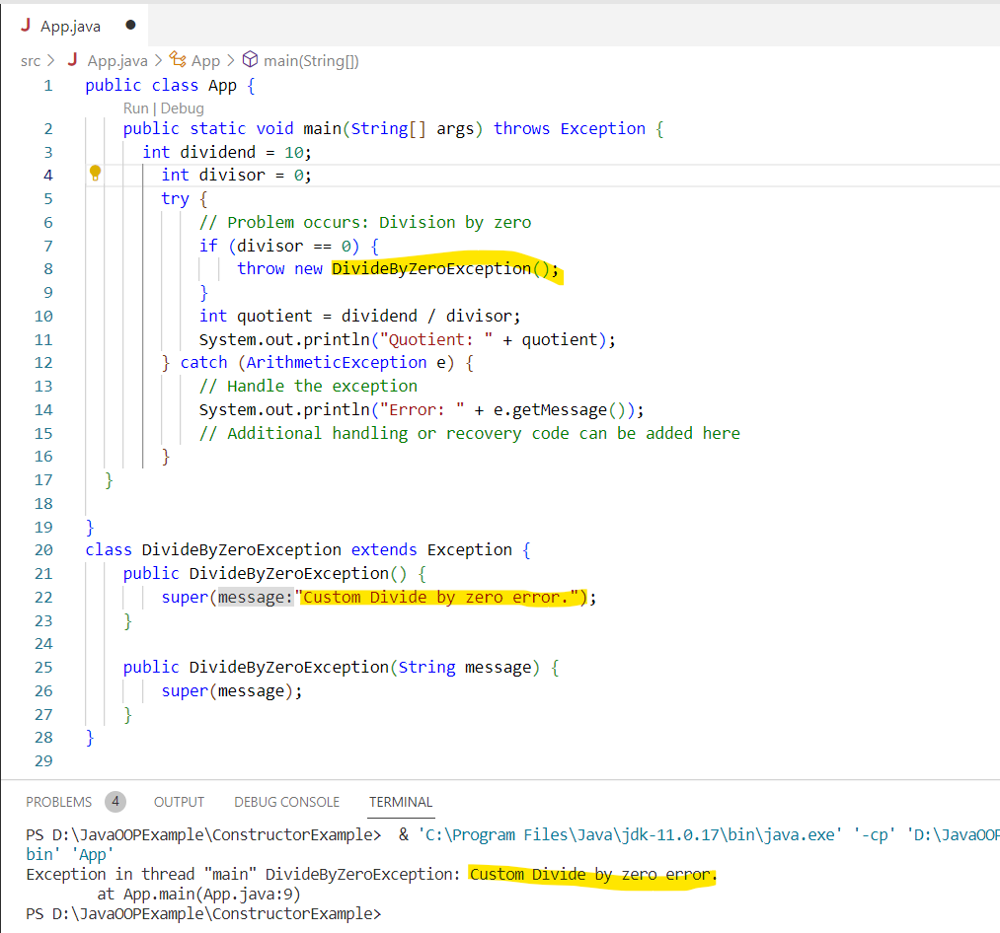 J App.java ●
src > J App.java > App > main(String[])
1 public class App {
Run | Debug
2 public static void main(String[] args) throws Exception {
3 int dividend = 10;
4 int divisor = 0;
5 try {
6 // Problem occurs: Division by zero
7 if (divisor == 0) {
8 throw new DivideByZeroException();
9 }
10 int quotient = dividend / divisor;
11 System.out.println("Quotient: " + quotient);
12 } catch (ArithmeticException e) {
13 // Handle the exception
14 System.out.println("Error: " + e.getMessage());
15 // Additional handling or recovery code can be added here
16 }
17 }
18
19 }
20 class DivideByZeroException extends Exception {
21 public DivideByZeroException() {
22 super(message:"Custom Divide by zero error.");
23 }
24
25 public DivideByZeroException(String message) {
26 super(message);
27 }
28 }
29
PROBLEMS 4 OUTPUT DEBUG CONSOLE TERMINAL
PS D:\JavaOOPExample\ConstructorExample> & 'C:\Program Files\Java\jdk-11.0.17\bin\java.exe' '-cp' 'D:\JavaOOP
bin' 'App'
Exception in thread "main" DivideByZeroException: Custom Divide by zero error.
at App.main(App.java:9)
PS D:\JavaOOPExample\ConstructorExample>